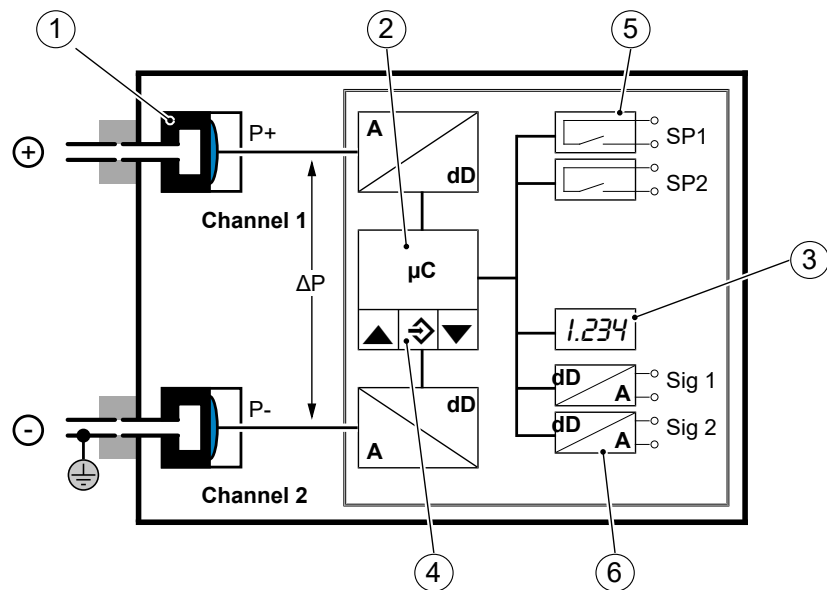 1
2
5
+
P+
A
dD
SP1
SP2
Channel 1
µC
ΔP
3
1.234
dD
A
Sig 1
P-
dD
A
dD
A
Sig 2
-
Channel 2
4
6